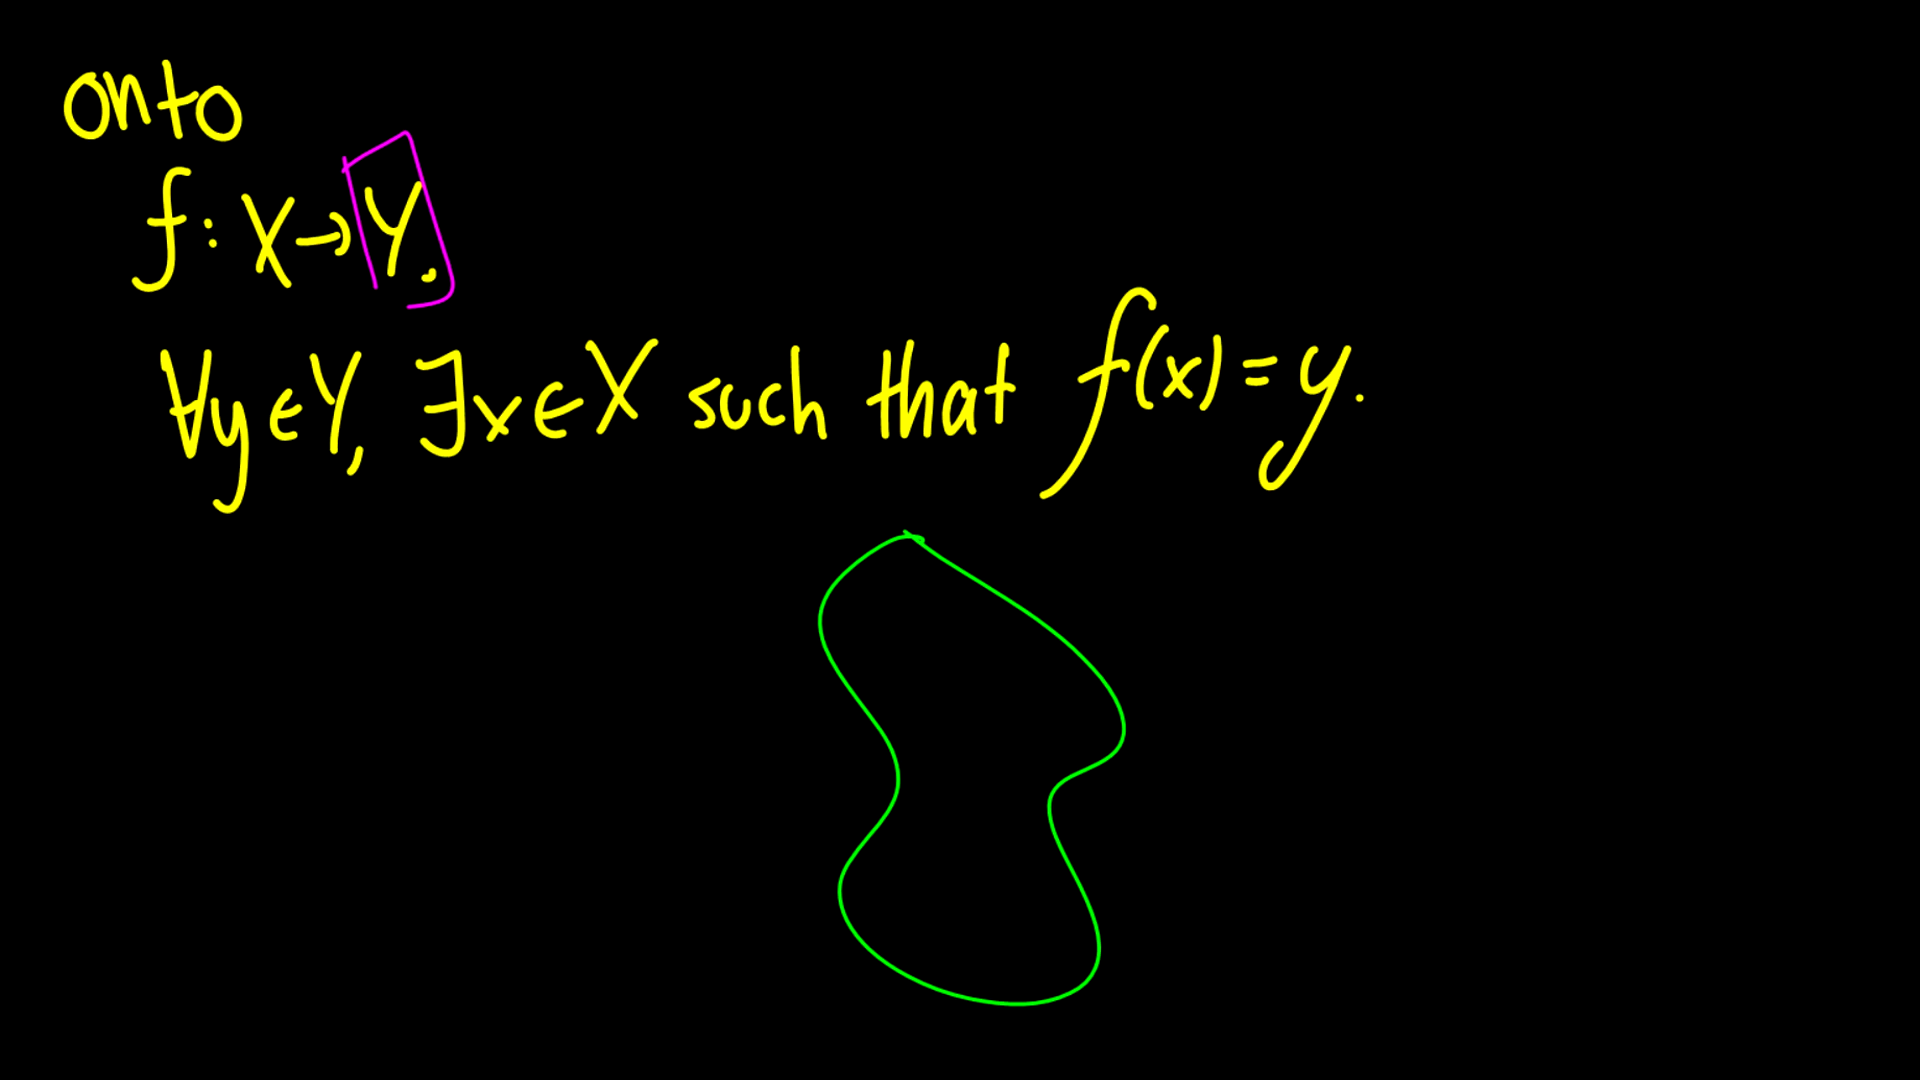 onto
f: X→Y,
∀y∈Y, ∃x∈X such that f(x)=y.